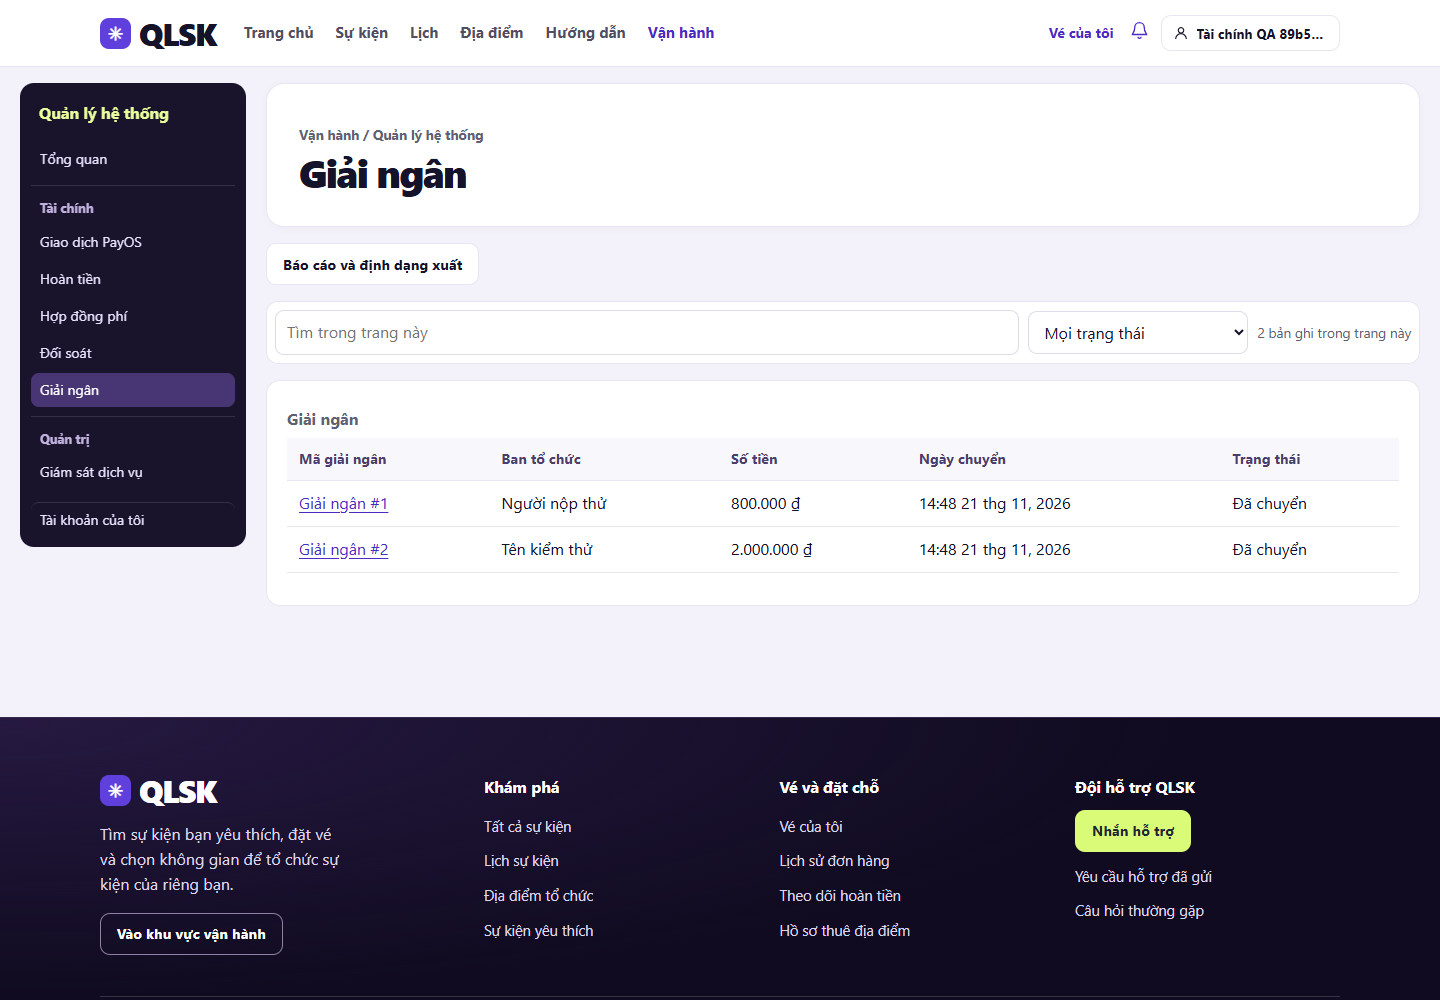 QLSK
Trang chủ
Sự kiện
Lịch
Địa điểm
Hướng dẫn
Vận hành
Vé của tôi
Tài chính QA 89b5...
Quản lý hệ thống
Tổng quan
Tài chính
Giao dịch PayOS
Hoàn tiền
Hợp đồng phí
Đối soát
Giải ngân
Quản trị
Giám sát dịch vụ
Tài khoản của tôi
Vận hành / Quản lý hệ thống
Giải ngân
Báo cáo và định dạng xuất
Tìm trong trang này
Mọi trạng thái
2 bản ghi trong trang này
Giải ngân
Mã giải ngân Ban tổ chức Số tiền Ngày chuyển Trạng thái
Giải ngân #1 Người nộp thử 800.000 ₫ 14:48 21 thg 11, 2026 Đã chuyển
Giải ngân #2 Tên kiểm thử 2.000.000 ₫ 14:48 21 thg 11, 2026 Đã chuyển
QLSK
Tìm sự kiện bạn yêu thích, đặt vé
và chọn không gian để tổ chức sự
kiện của riêng bạn.
Vào khu vực vận hành
Khám phá
Tất cả sự kiện
Lịch sự kiện
Địa điểm tổ chức
Sự kiện yêu thích
Vé và đặt chỗ
Vé của tôi
Lịch sử đơn hàng
Theo dõi hoàn tiền
Hồ sơ thuê địa điểm
Đội hỗ trợ QLSK
Nhắn hỗ trợ
Yêu cầu hỗ trợ đã gửi
Câu hỏi thường gặp